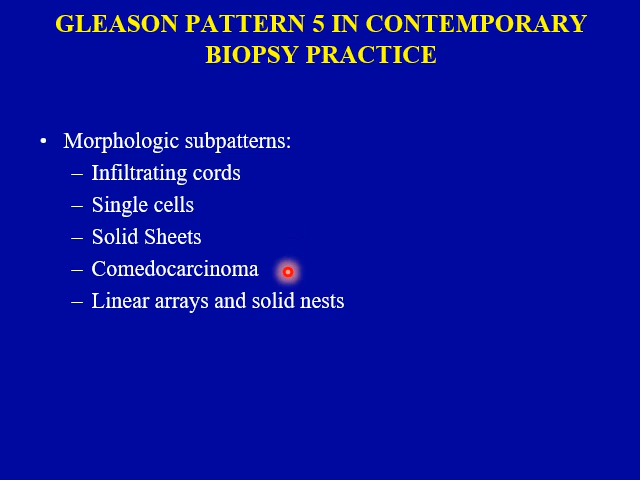 GLEASON PATTERN 5 IN CONTEMPORARY
BIOPSY PRACTICE
• Morphologic subpatterns:
– Infiltrating cords
– Single cells
– Solid Sheets
– Comedocarcinoma
– Linear arrays and solid nests